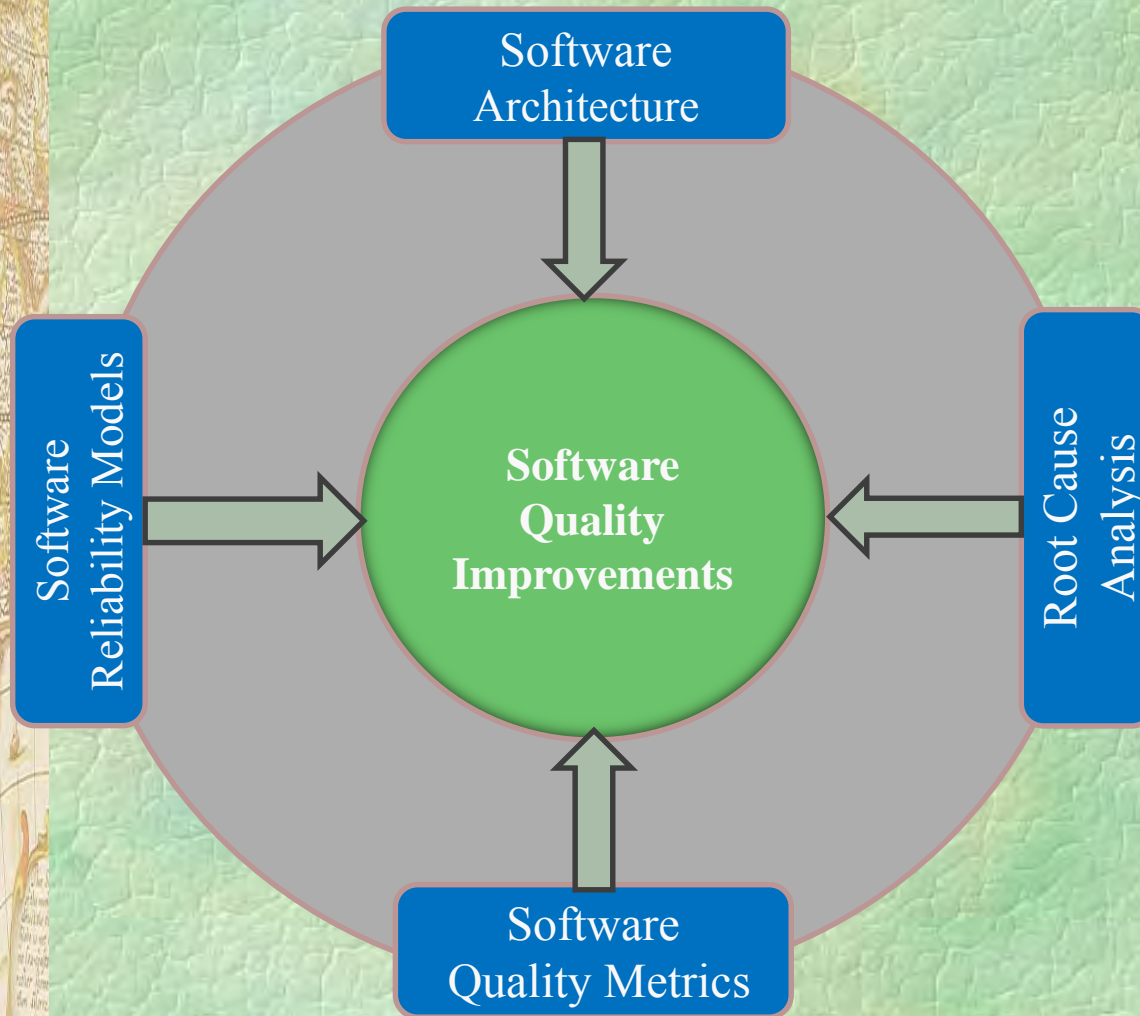 Software
Architecture
Software
Reliability Models
Software
Quality
Improvements
Root Cause
Analysis
Software
Quality Metrics